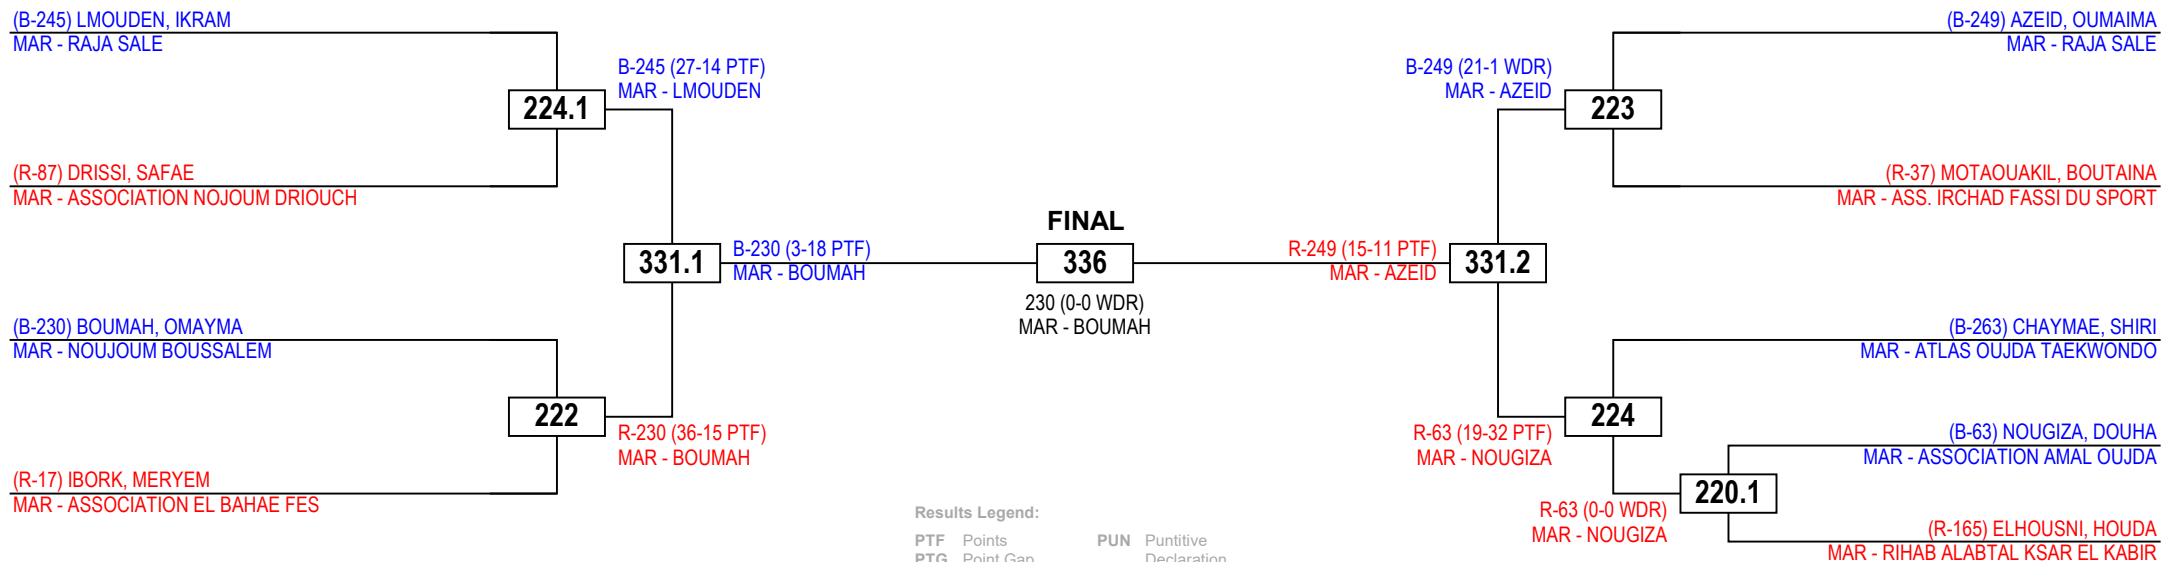 (B-245) LMOUDEN, IKRAM
MAR - RAJA SALE
B-245 (27-14 PTF)
MAR - LMOUDEN
224.1
(R-87) DRISSI, SAFAE
MAR - ASSOCIATION NOJOUM DRIOUCH
331.1
B-230 (3-18 PTF)
MAR - BOUMAH
(B-230) BOUMAH, OMAYMA
MAR - NOUJOUM BOUSSALEM
222
R-230 (36-15 PTF)
MAR - BOUMAH
(R-17) IBORK, MERYEM
MAR - ASSOCIATION EL BAHAE FES
FINAL
336
230 (0-0 WDR)
MAR - BOUMAH
(B-249) AZEID, OUMAIMA
MAR - RAJA SALE
B-249 (21-1 WDR)
MAR - AZEID
223
(R-37) MOTAOUAKIL, BOUTAINA
MAR - ASS. IRCHAD FASSI DU SPORT
R-249 (15-11 PTF)
MAR - AZEID
331.2
(B-263) CHAYMAE, SHIRI
MAR - ATLAS OUJDA TAEKWONDO
224
R-63 (19-32 PTF)
MAR - NOUGIZA
(B-63) NOUGIZA, DOUHA
MAR - ASSOCIATION AMAL OUJDA
220.1
R-63 (0-0 WDR)
MAR - NOUGIZA
(R-165) ELHOUSNI, HOUDA
MAR - RIHAB ALABTAL KSAR EL KABIR
Results Legend:
PTF Points PUN Puntitive
PTG Point Gap Declaration